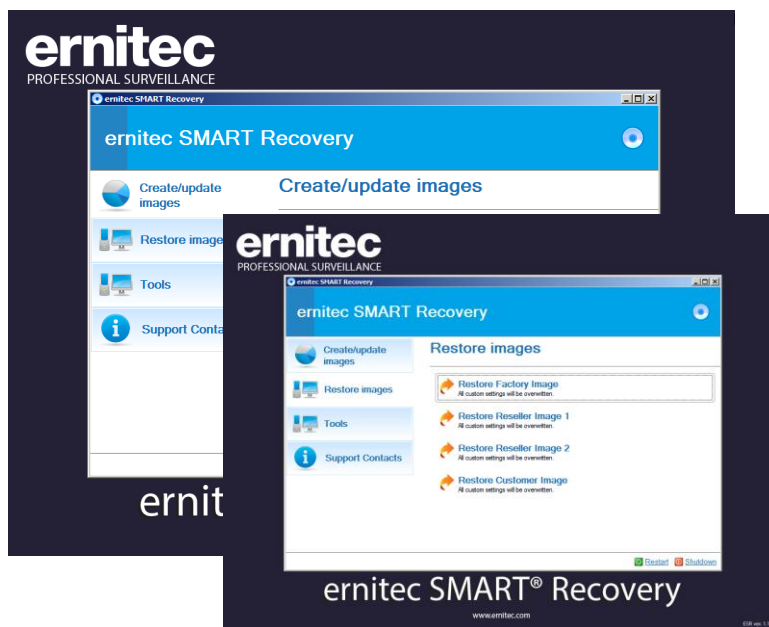 ernitec
PROFESSIONAL SURVEILLANCE
ernitec SMART Recovery
ernitec SMART Recovery
Create/update
images
Restore image
Tools
Support Conta
Create/update images
ernit
ernitec
PROFESSIONAL SURVEILLANCE
ernitec SMART Recovery
ernitec SMART Recovery
Create/update
images
Restore images
Tools
Support Contacts
Restore images
Restore Factory Image
All custom settings will be overwritten.
Restore Reseller Image 1
All custom settings will be overwritten.
Restore Reseller Image 2
All custom settings will be overwritten.
Restore Customer Image
All custom settings will be overwritten.
Restart Shutdown
ernitec SMART® Recovery
www.ernitec.com
ESR ver.